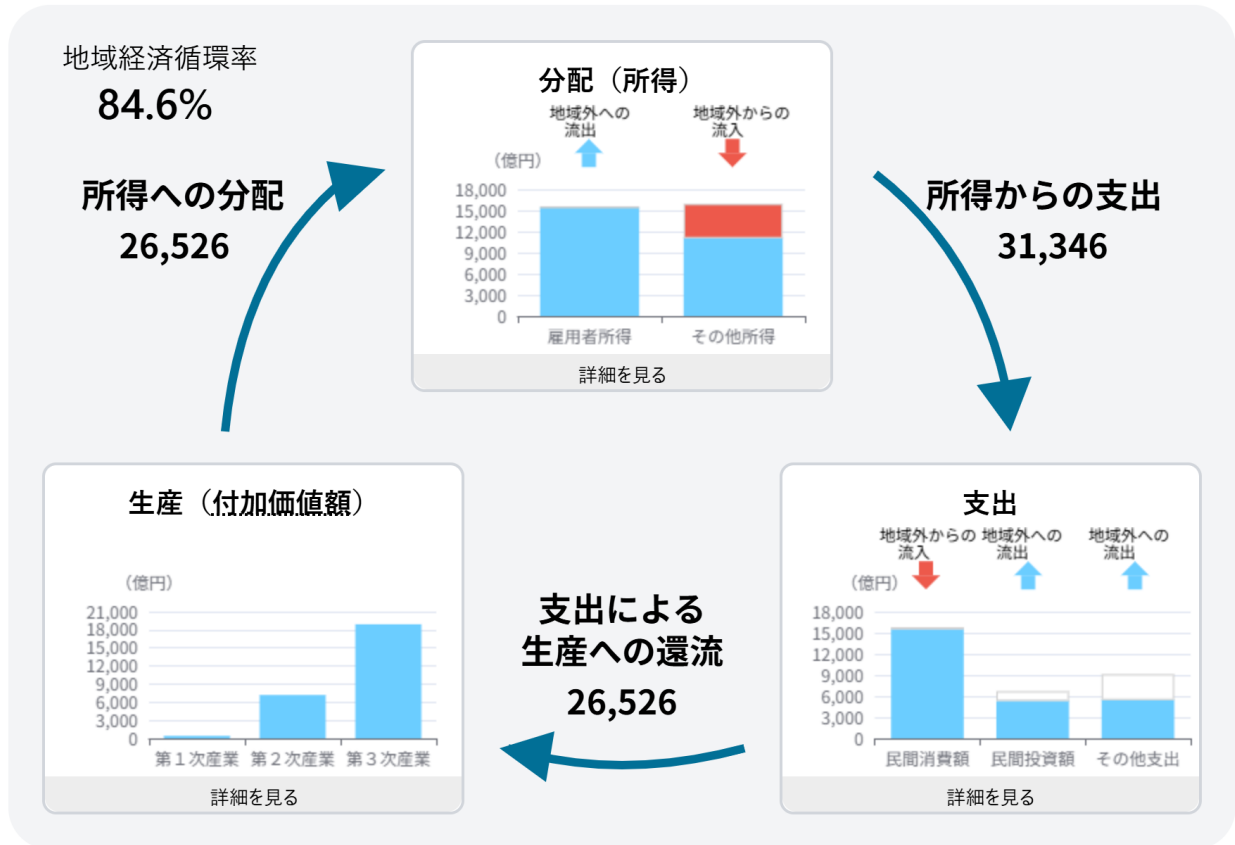 地域経済循環率
84.6%
所得への分配
26,526
分配（所得）
地域外への
流出
地域外からの
流入
（億円）
18,000
15,000
12,000
9,000
6,000
3,000
0
雇用者所得
その他所得
詳細を見る
所得からの支出
31,346
生産（付加価値額）
（億円）
21,000
18,000
15,000
12,000
9,000
6,000
3,000
0
第１次産業
第２次産業
第３次産業
詳細を見る
支出による
生産への還流
26,526
支出
地域外からの
流入
地域外への
流出
地域外への
流出
（億円）
18,000
15,000
12,000
9,000
6,000
3,000
0
民間消費額
民間投資額
その他支出
詳細を見る